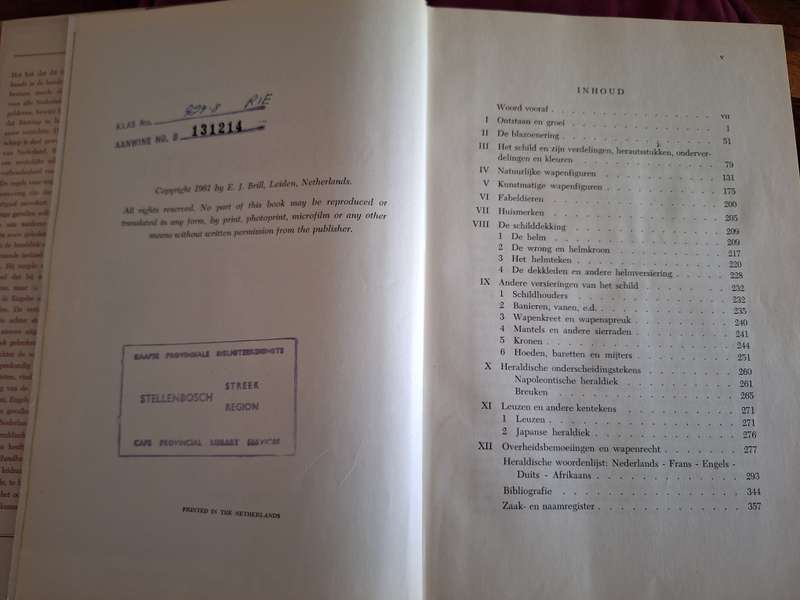 KLAS No. 929.8 RIE
AANWINS NO. B 131214
Copyright 1961 by E. J. Brill, Leiden, Netherlands.
All rights reserved. No part of this book may be reproduced or
translated in any form, by print, photoprint, microfilm or any other
means without written permission from the publisher.
KAAPSE PROVINSIALE BIBLIOTEEKDIENSTE
STELLENBOSCH
STREEK
REGION
CAPE PROVINCIAL LIBRARY SERVICES
PRINTED IN THE NETHERLANDS
v
INHOUD
Woord vooraf . . . vii
I Ontstaan en groei . . . 1
II De blazoenering . . . 51
III Het schild en zijn verdelingen, herautsstukken, onderver-
delingen en kleuren . . . 79
IV Natuurlijke wapenfiguren . . . 131
V Kunstmatige wapenfiguren . . . 175
VI Fabeldieren . . . 200
VII Huismerken . . . 205
VIII De schilddekking . . . 209
1 De helm . . . 209
2 De wrong en helmkroon . . . 217
3 Het helmteken . . . 220
4 De dekkleden en andere helmversiering . . . 228
IX Andere versieringen van het schild . . . 232
1 Schildhouders . . . 232
2 Banieren, vanen, e.d. . . . 235
3 Wapenkreet en wapenspreuk . . . 240
4 Mantels en andere sierraden . . . 241
5 Kronen . . . 244
6 Hoeden, baretten en mijters . . . 251
X Heraldische onderscheidingstekens . . . 260
Napoleontische heraldiek . . . 261
Breuken . . . 265
XI Leuzen en andere kentekens . . . 271
1 Leuzen . . . 271
2 Japanse heraldiek . . . 276
XII Overheidsbemoeiingen en wapenrecht . . . 277
Heraldische woordenlijst: Nederlands - Frans - Engels -
Duits - Afrikaans . . . 293
Bibliografie . . . 344
Zaak- en naamregister . . . 357